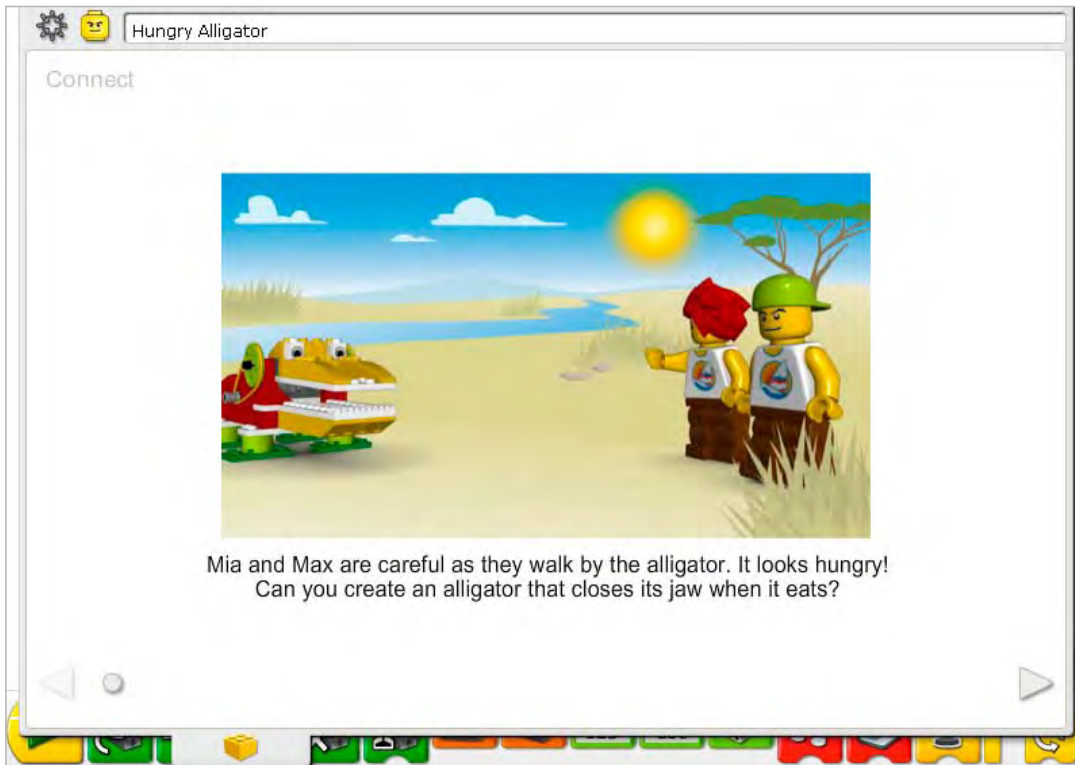 Hungry Alligator
Connect
Mia and Max are careful as they walk by the alligator. It looks hungry!
Can you create an alligator that closes its jaw when it eats?